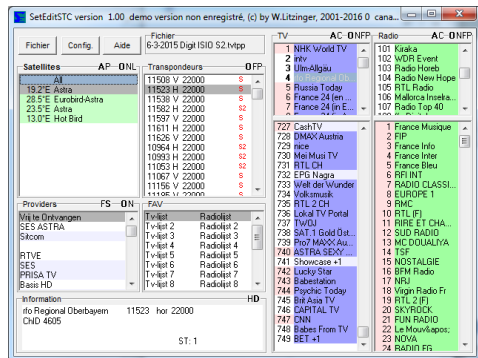 SetEditSTC version 1.00 demo version non enregistré, (c) by W.Litzinger, 2001-2016 0 cana...
Fichier
Config.
Aide
Fichier
6-3-2015 Digit ISIO S2.tvtpp
Satellites AP ONL
All
19.2°E Astra
28.5°E Eurobird-Astra
23.5°E Astra
13.0°E Hot Bird
Transpondeurs OFP
11508 V 22000 S
11523 H 22000 S
11538 V 22000 S
11582 H 22000 S2
11597 V 22000 S
11611 H 22000 S
11626 V 22000 S
10964 H 22000 S2
10993 H 22000 S2
11053 H 22000 S2
11067 V 22000 S
11156 V 22000 S
11186 V 22000 S
Providers FS ON
Vrij te Ontvangen
SES ASTRA
Sitcom
RTVE
SES
PRISA TV
Basis HD
FAV
Tv-lijst Radiolijst
Tv-lijst 2 Radiolijst 2
Tv-lijst 3 Radiolijst 3
Tv-lijst 4 Radiolijst 4
Tv-lijst 5 Radiolijst 5
Tv-lijst 6 Radiolijst 6
Tv-lijst 7 Radiolijst 7
Tv-lijst 8 Radiolijst 8
Information HD
rfo Regional Oberbayern 11523 hor 22000
ChID 4605
ST: 1
TV AC ONFP
1 NHK World TV
2 intv
3 Ulm-Allgäu
4 rfo Regional Ob...
5 Russia Today
6 France 24 (en ...
7 France 24 (in E...
727 CashTV
728 DMAX Austria
729 nice
730 Mei Musi TV
731 RTL CH
732 EPG Nagra
733 Welt der Wunder
734 Volksmusik
735 RTL 2 CH
736 Lokal TV Portal
737 TWOJ
738 SAT.1 Gold Öst...
739 Pro7 MAXX Au...
740 ASTRA SEXY ...
741 Showcase +1
742 Lucky Star
743 Babestation
744 Psychic Today
745 Brit Asia TV
746 CAPITAL TV
747 CNN
748 Babes From TV
749 BET +1
Radio AC ONFP
101 Kiraka
102 WDR Event
103 Radio Horeb
104 Radio New Hope
105 RTL Radio
106 Mallorca Inselra...
107 Radio Top 40
1 France Musique
2 FIP
3 France Info
4 France Inter
5 France Bleu
6 RFI INT
7 RADIO CLASSI...
8 EUROPE 1
9 RMC
10 RTL (F)
11 RIRE ET CHA...
12 SUD RADIO
13 MC DOUALIYA
14 TSF
15 NOSTALGIE
16 BFM Radio
17 NRJ
18 Virgin Radio Fr
19 RTL 2 (F)
20 SKYROCK
21 FUN RADIO
22 Le Mouv&apos;
23 NOVA
24 RADIO FG